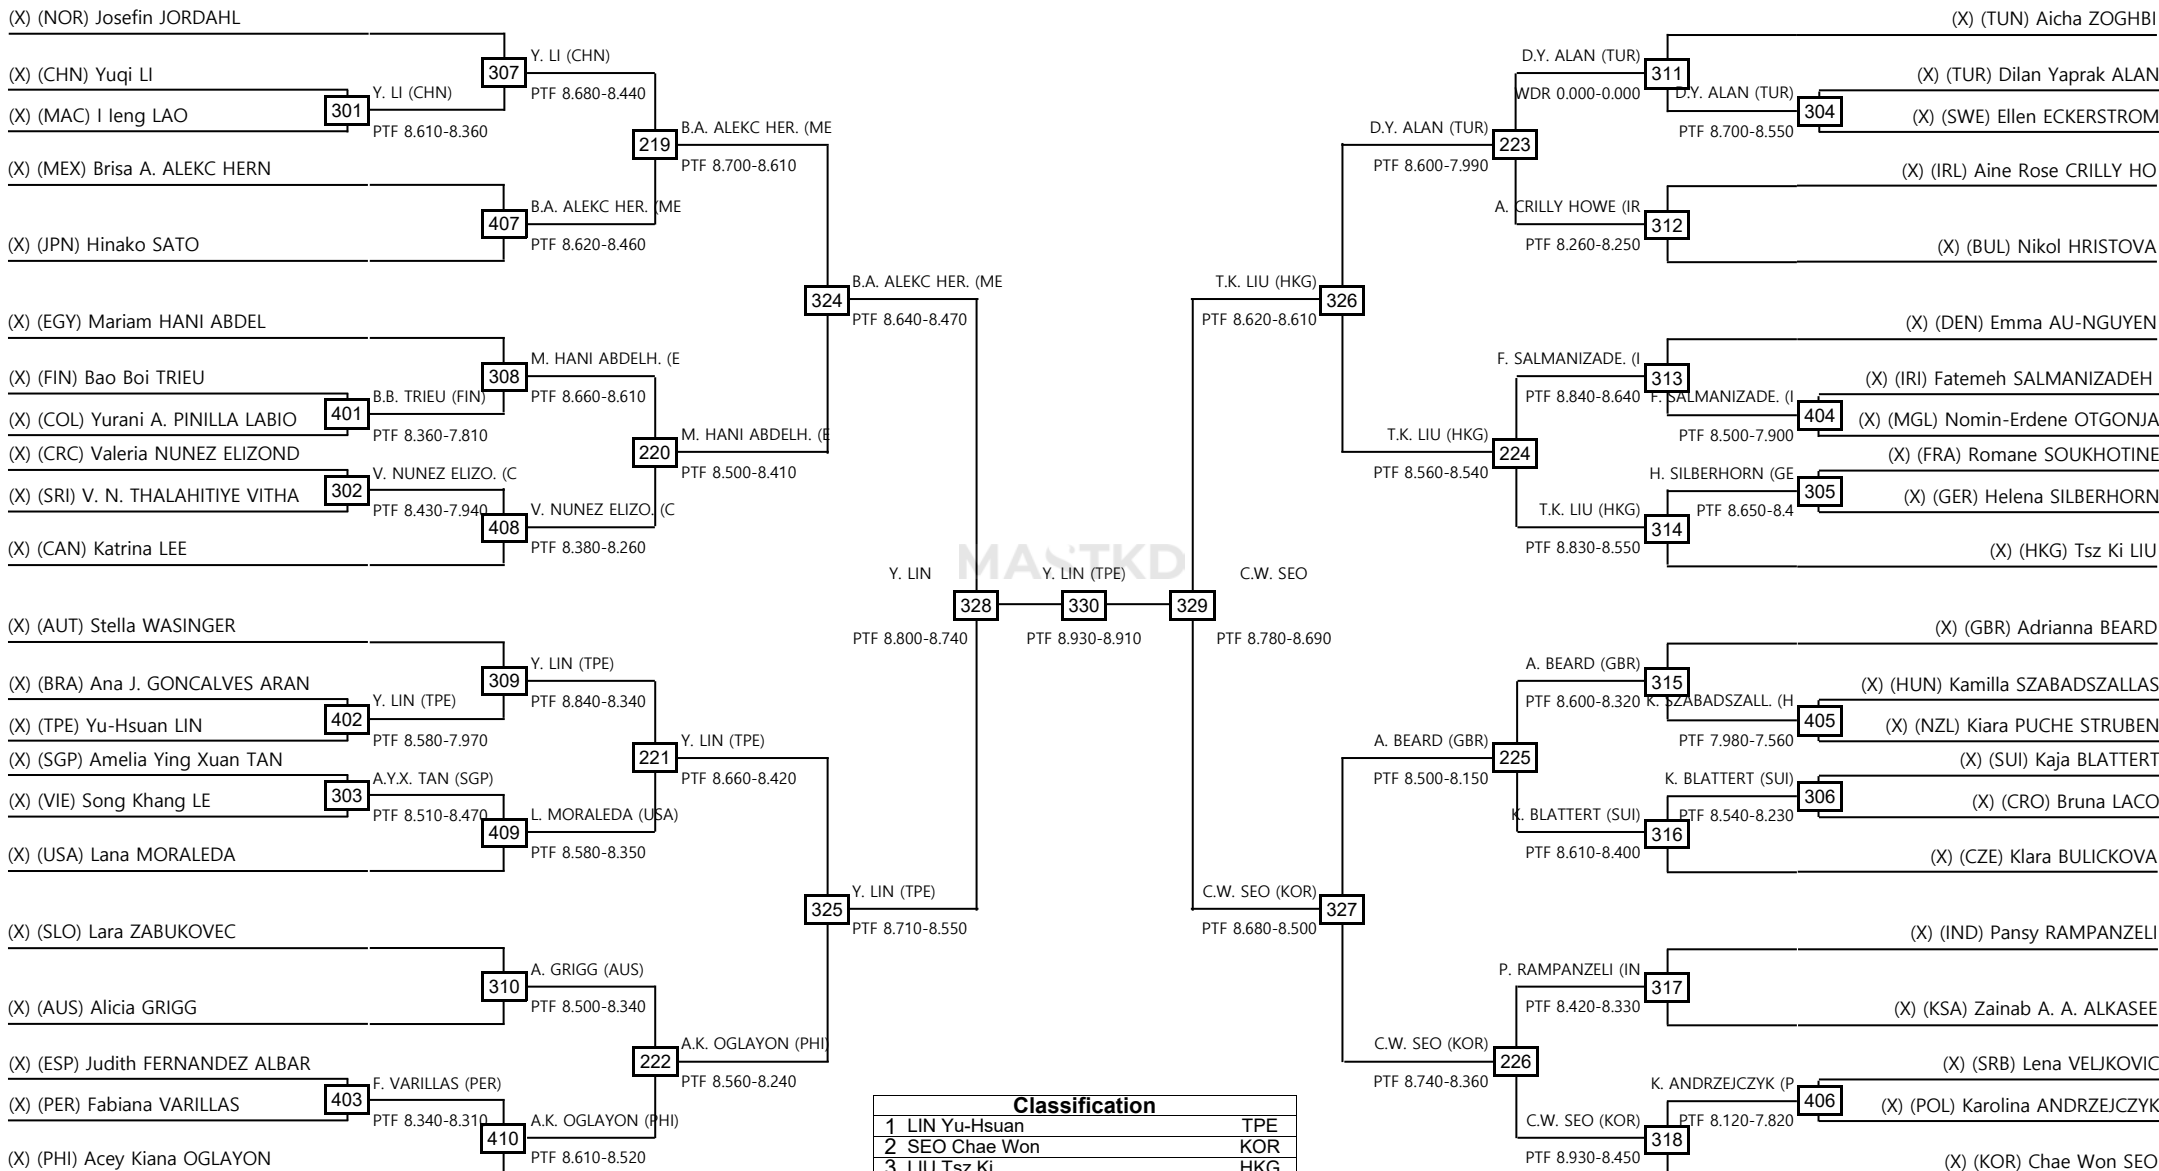 (X) (NOR) Josefin JORDAHL
(X) (CHN) Yuqi LI
(X) (MAC) I Ieng LAO
(X) (MEX) Brisa A. ALEKC HERN
(X) (JPN) Hinako SATO
(X) (EGY) Mariam HANI ABDEL
(X) (FIN) Bao Boi TRIEU
(X) (COL) Yurani A. PINILLA LABIO
(X) (CRC) Valeria NUNEZ ELIZOND
(X) (SRI) V. N. THALAHITIYE VITHA
(X) (CAN) Katrina LEE
(X) (AUT) Stella WASINGER
(X) (BRA) Ana J. GONCALVES ARAN
(X) (TPE) Yu-Hsuan LIN
(X) (SGP) Amelia Ying Xuan TAN
(X) (VIE) Song Khang LE
(X) (USA) Lana MORALEDA
(X) (SLO) Lara ZABUKOVEC
(X) (AUS) Alicia GRIGG
(X) (ESP) Judith FERNANDEZ ALBAR
(X) (PER) Fabiana VARILLAS
(X) (PHI) Acey Kiana OGLAYON
301
Y. LI (CHN)
PTF 8.610-8.360
401
B.B. TRIEU (FIN)
PTF 8.360-7.810
302
V. NUNEZ ELIZO. (C
PTF 8.430-7.940
402
Y. LIN (TPE)
PTF 8.580-7.970
303
A.Y.X. TAN (SGP)
PTF 8.510-8.470
403
F. VARILLAS (PER)
PTF 8.340-8.310
307
Y. LI (CHN)
PTF 8.680-8.440
407
B.A. ALEKC HER. (ME
PTF 8.620-8.460
308
M. HANI ABDELH. (E
PTF 8.660-8.610
408
V. NUNEZ ELIZO. (C
PTF 8.380-8.260
309
Y. LIN (TPE)
PTF 8.840-8.340
409
L. MORALEDA (USA)
PTF 8.580-8.350
310
A. GRIGG (AUS)
PTF 8.500-8.340
410
A.K. OGLAYON (PHI)
PTF 8.610-8.520
219
B.A. ALEKC HER. (ME
PTF 8.700-8.610
220
M. HANI ABDELH. (E
PTF 8.500-8.410
221
Y. LIN (TPE)
PTF 8.660-8.420
222
A.K. OGLAYON (PHI)
PTF 8.560-8.240
324
B.A. ALEKC HER. (ME
PTF 8.640-8.470
325
Y. LIN (TPE)
PTF 8.710-8.550
MASTKD
Y. LIN
328
PTF 8.800-8.740
Y. LIN (TPE)
330
PTF 8.930-8.910
C.W. SEO
329
PTF 8.780-8.690
T.K. LIU (HKG)
326
PTF 8.620-8.610
C.W. SEO (KOR)
327
PTF 8.680-8.500
D.Y. ALAN (TUR)
223
PTF 8.600-7.990
T.K. LIU (HKG)
224
PTF 8.560-8.540
A. BEARD (GBR)
225
PTF 8.500-8.150
C.W. SEO (KOR)
226
PTF 8.740-8.360
D.Y. ALAN (TUR)
311
WDR 0.000-0.000
A. CRILLY HOWE (IR
312
PTF 8.260-8.250
F. SALMANIZADE. (I
313
PTF 8.840-8.640
T.K. LIU (HKG)
314
PTF 8.830-8.550
A. BEARD (GBR)
315
PTF 8.600-8.320
K. BLATTERT (SUI)
316
PTF 8.610-8.400
P. RAMPANZELI (IN
317
PTF 8.420-8.330
C.W. SEO (KOR)
318
PTF 8.930-8.450
D.Y. ALAN (TUR)
304
PTF 8.700-8.550
F. SALMANIZADE. (I
404
PTF 8.500-7.900
H. SILBERHORN (GE
305
PTF 8.650-8.4
K. SZABADSZALL. (H
405
PTF 7.980-7.560
K. BLATTERT (SUI)
306
PTF 8.540-8.230
K. ANDRZEJCZYK (P
406
PTF 8.120-7.820
(X) (TUN) Aicha ZOGHBI
(X) (TUR) Dilan Yaprak ALAN
(X) (SWE) Ellen ECKERSTROM
(X) (IRL) Aine Rose CRILLY HO
(X) (BUL) Nikol HRISTOVA
(X) (DEN) Emma AU-NGUYEN
(X) (IRI) Fatemeh SALMANIZADEH
(X) (MGL) Nomin-Erdene OTGONJA
(X) (FRA) Romane SOUKHOTINE
(X) (GER) Helena SILBERHORN
(X) (HKG) Tsz Ki LIU
(X) (GBR) Adrianna BEARD
(X) (HUN) Kamilla SZABADSZALLAS
(X) (NZL) Kiara PUCHE STRUBEN
(X) (SUI) Kaja BLATTERT
(X) (CRO) Bruna LACO
(X) (CZE) Klara BULICKOVA
(X) (IND) Pansy RAMPANZELI
(X) (KSA) Zainab A. A. ALKASEE
(X) (SRB) Lena VELJKOVIC
(X) (POL) Karolina ANDRZEJCZYK
(X) (KOR) Chae Won SEO
Classification
1 LIN Yu-Hsuan TPE
2 SEO Chae Won KOR
3 LIU Tsz Ki HKG